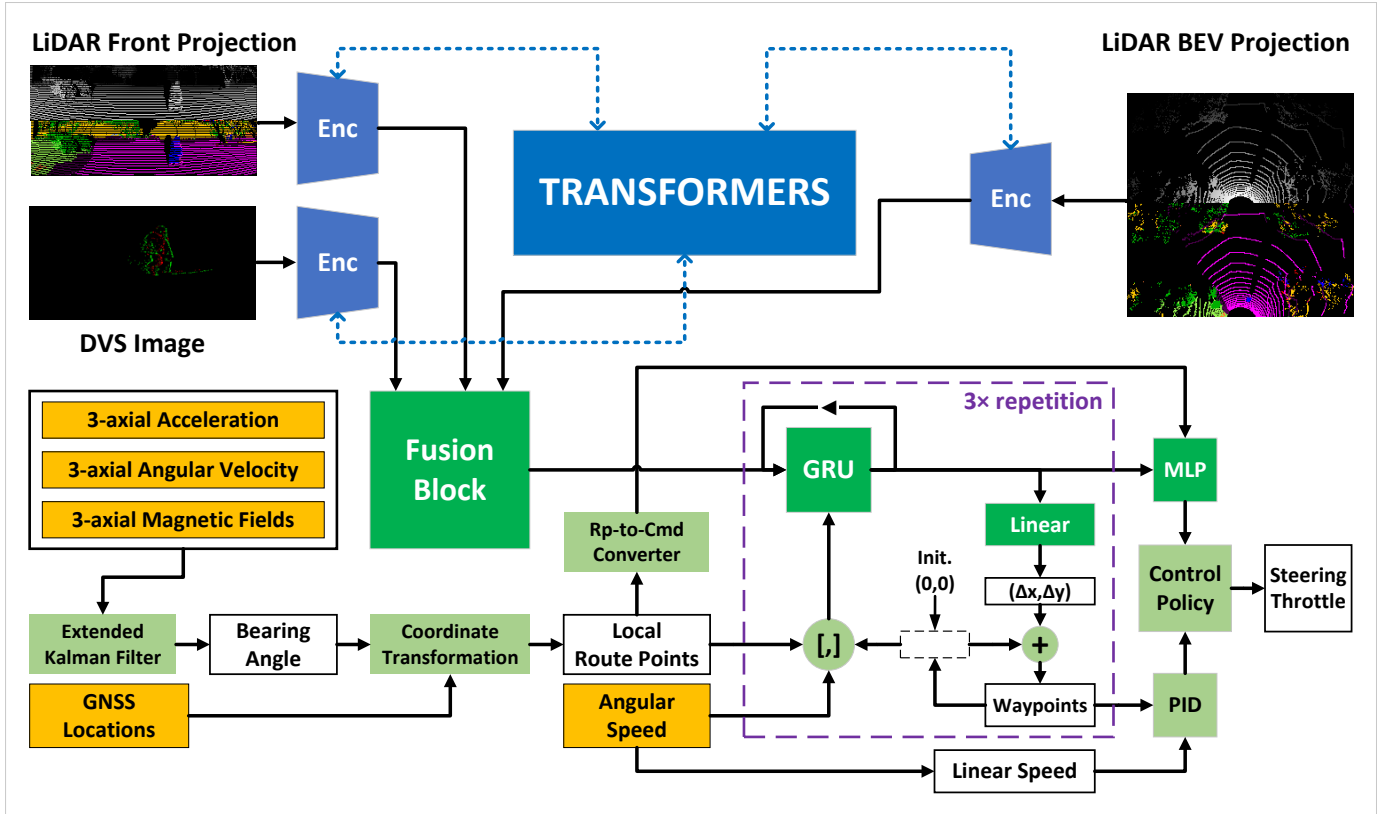 LiDAR Front Projection
LiDAR BEV Projection
Enc
TRANSFORMERS
Enc
Enc
DVS Image
3-axial Acceleration
3-axial Angular Velocity
3-axial Magnetic Fields
Fusion
Block
3× repetition
GRU
MLP
Linear
Rp-to-Cmd
Converter
Init.
(0,0)
(Δx,Δy)
Control
Policy
Steering
Throttle
Extended
Kalman Filter
Bearing
Angle
Coordinate
Transformation
Local
Route Points
[,]
+
GNSS
Locations
Angular
Speed
Waypoints
PID
Linear Speed